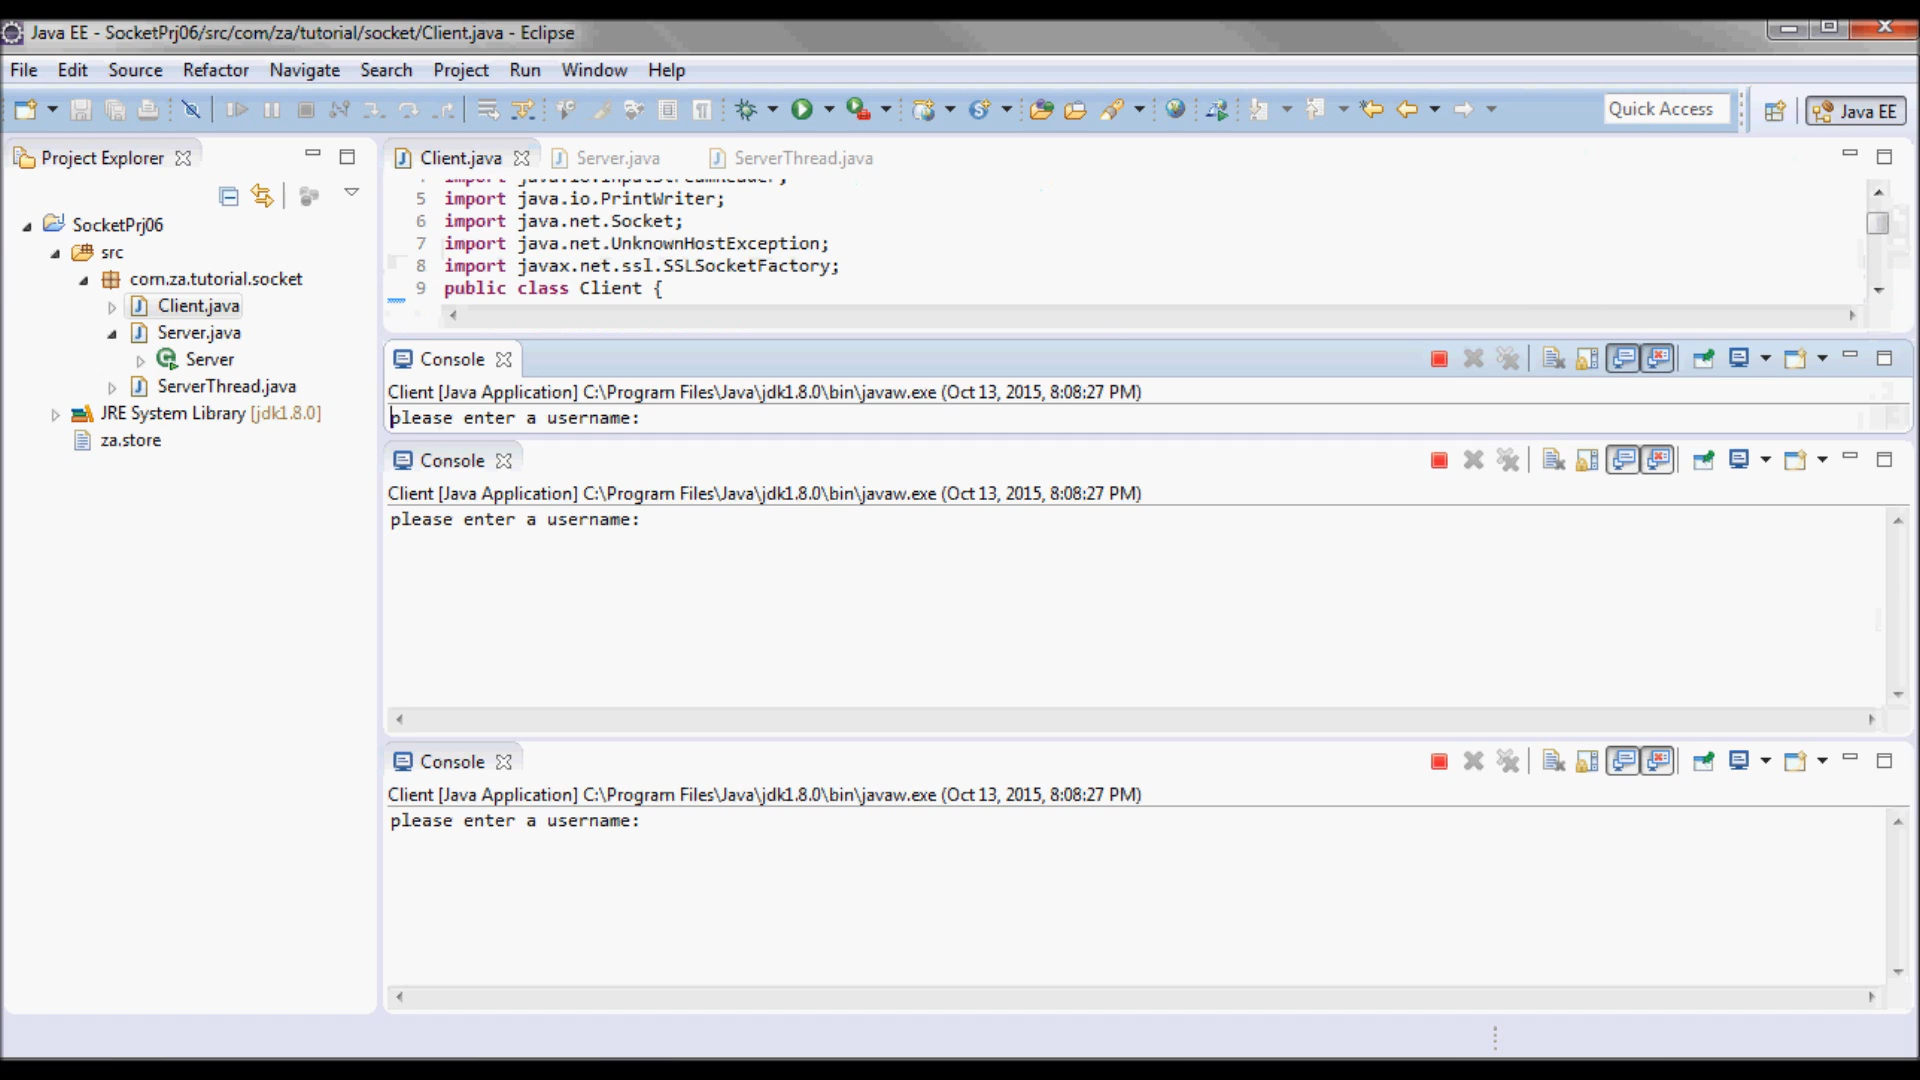 Java EE - SocketPrj06/src/com/za/tutorial/socket/Client.java - Eclipse
File Edit Source Refactor Navigate Search Project Run Window Help
Quick Access
Java EE
Project Explorer
SocketPrj06
src
com.za.tutorial.socket
Client.java
Server.java
Server
ServerThread.java
JRE System Library [jdk1.8.0]
za.store
Client.java Server.java ServerThread.java
import java.io.InputStreamReader;
5 import java.io.PrintWriter;
6 import java.net.Socket;
7 import java.net.UnknownHostException;
8 import javax.net.ssl.SSLSocketFactory;
9 public class Client {
Console
Client [Java Application] C:\Program Files\Java\jdk1.8.0\bin\javaw.exe (Oct 13, 2015, 8:08:27 PM)
please enter a username:
Console
Client [Java Application] C:\Program Files\Java\jdk1.8.0\bin\javaw.exe (Oct 13, 2015, 8:08:27 PM)
please enter a username:
Console
Client [Java Application] C:\Program Files\Java\jdk1.8.0\bin\javaw.exe (Oct 13, 2015, 8:08:27 PM)
please enter a username: